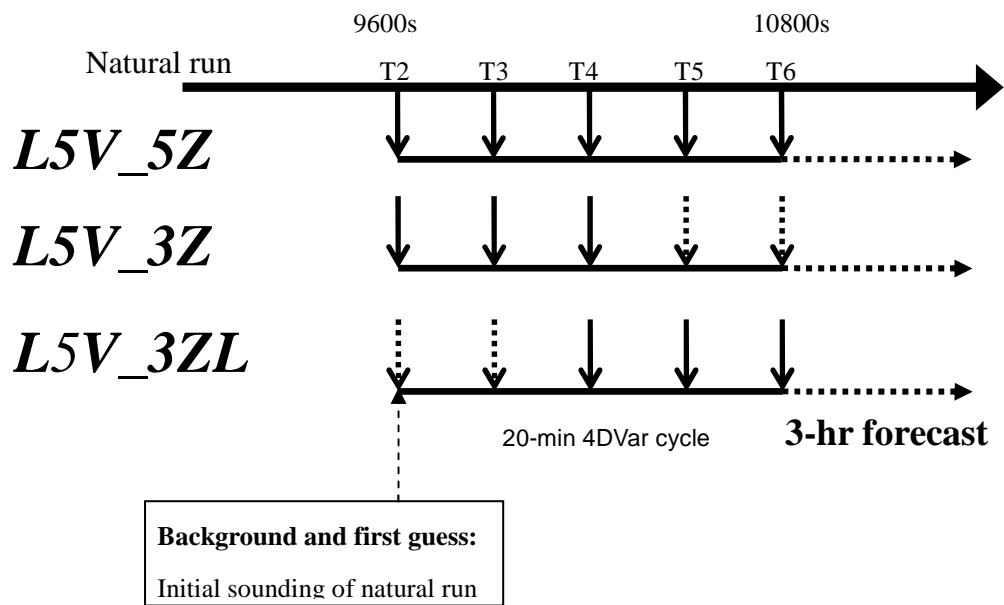 9600s 10800s
Natural run T2 T3 T4 T5 T6
L5V_5Z
L5V_3Z
L5V_3ZL
20-min 4DVar cycle 3-hr forecast
Background and first guess:
Initial sounding of natural run